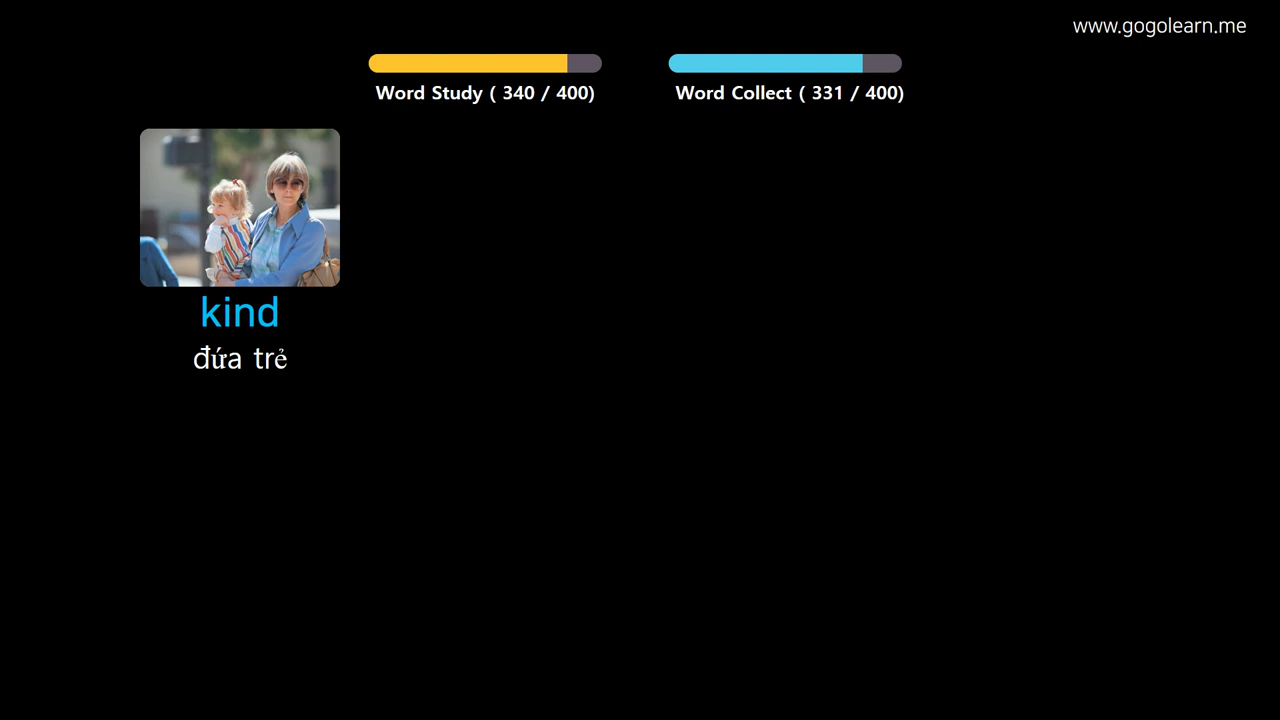 www.gogolearn.me
Word Study ( 340 / 400)
Word Collect ( 331 / 400)
kind
đứa trẻ